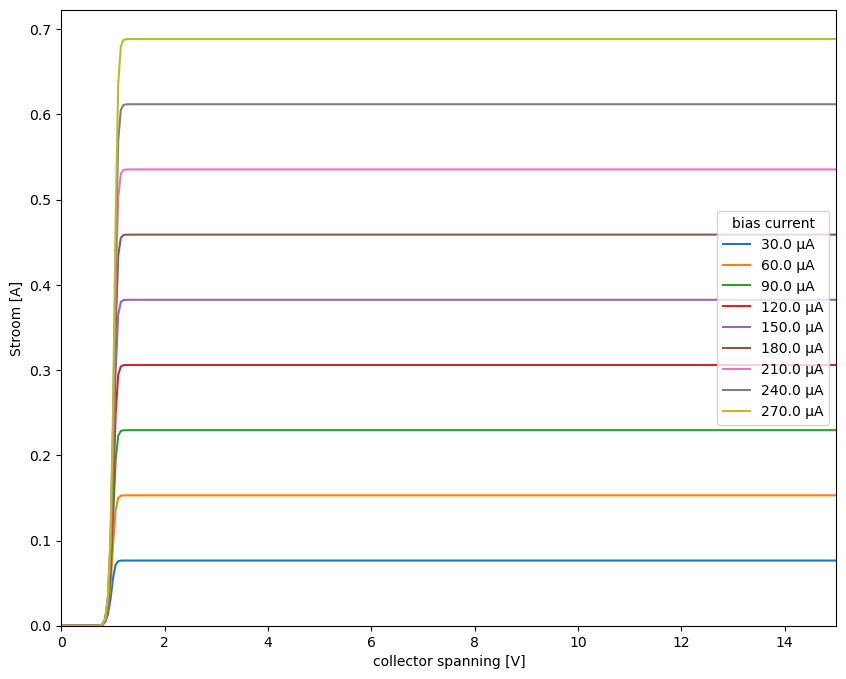 0.7
0.6
0.5
0.4
0.3
0.2
0.1
0.0
Stroom [A]
0 2 4 6 8 10 12 14
collector spanning [V]
bias current
30.0 μA
60.0 μA
90.0 μA
120.0 μA
150.0 μA
180.0 μA
210.0 μA
240.0 μA
270.0 μA